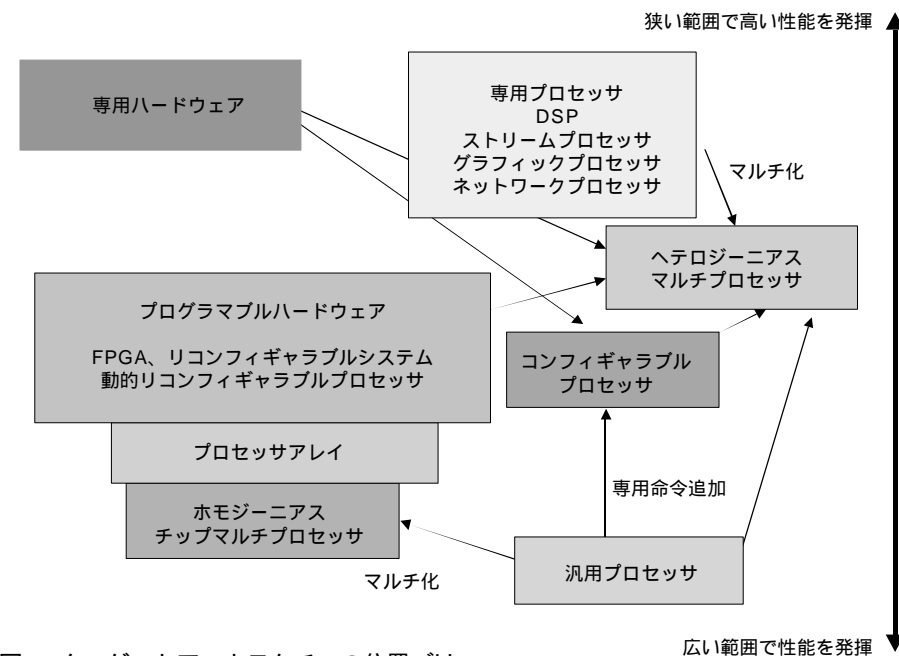 狭い範囲で高い性能を発揮
専用ハードウェア
専用プロセッサ
DSP
ストリームプロセッサ
グラフィックプロセッサ
ネットワークプロセッサ
マルチ化
ヘテロジーニアス
マルチプロセッサ
プログラマブルハードウェア
FPGA、リコンフィギャラブルシステム
動的リコンフィギャラブルプロセッサ
コンフィギャラブル
プロセッサ
プロセッサアレイ
専用命令追加
ホモジーニアス
チップマルチプロセッサ
マルチ化
汎用プロセッサ
広い範囲で性能を発揮